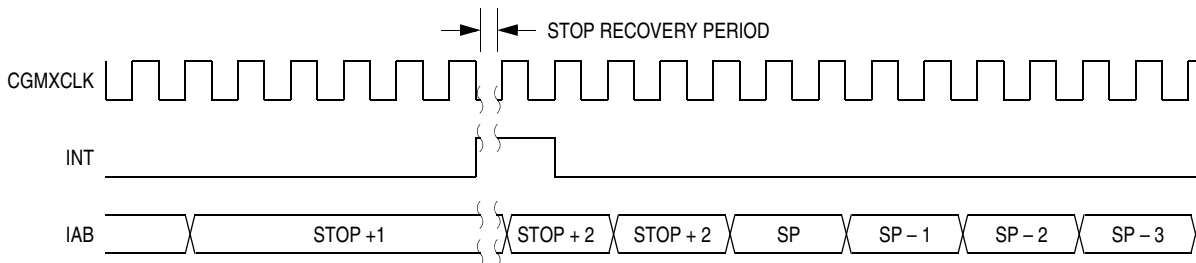 STOP RECOVERY PERIOD
CGMXCLK
INT
IAB
STOP +1
STOP + 2
STOP + 2
SP
SP – 1
SP – 2
SP – 3